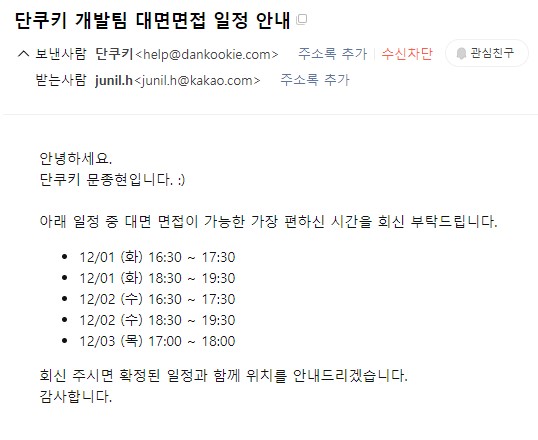 단쿠키 개발팀 대면면접 일정 안내
보낸사람 단쿠키<help@dankookie.com> 주소록 추가 수신차단 관심친구
받는사람 junil.h<junil.h@kakao.com> 주소록 추가
안녕하세요.
단쿠키 문종현입니다. :)
아래 일정 중 대면 면접이 가능한 가장 편하신 시간을 회신 부탁드립니다.
• 12/01 (화) 16:30 ~ 17:30
• 12/01 (화) 18:30 ~ 19:30
• 12/02 (수) 16:30 ~ 17:30
• 12/02 (수) 18:30 ~ 19:30
• 12/03 (목) 17:00 ~ 18:00
회신 주시면 확정된 일정과 함께 위치를 안내드리겠습니다.
감사합니다.